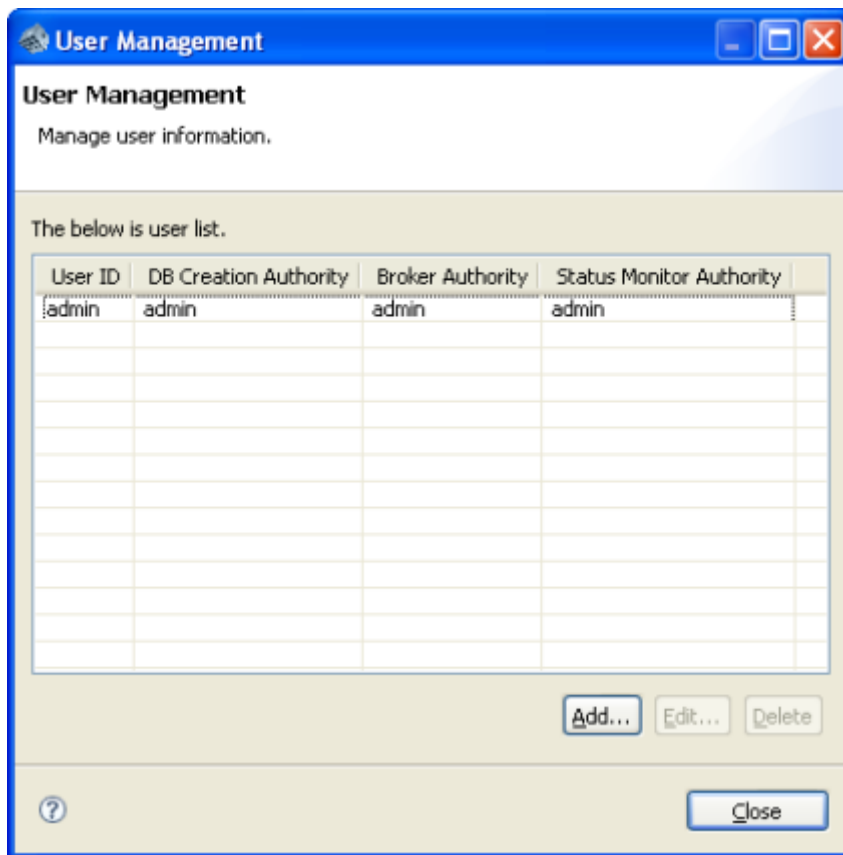 User Management
User Management
Manage user information.
The below is user list.
User ID DB Creation Authority Broker Authority Status Monitor Authority
admin admin admin admin
Add... Edit... Delete
? Close